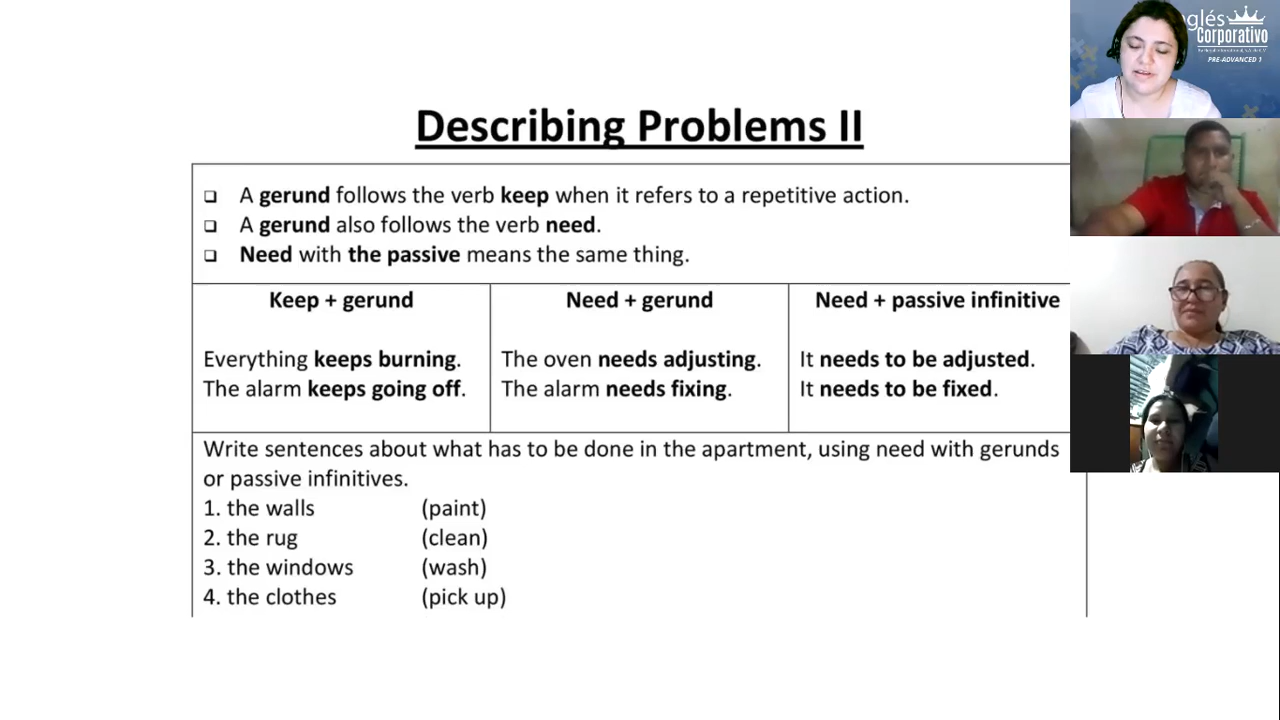 glés
Corporativo
PRE-ADVANCED 1
Describing Problems II
❑ A gerund follows the verb keep when it refers to a repetitive action.
❑ A gerund also follows the verb need.
❑ Need with the passive means the same thing.
Keep + gerund
Everything keeps burning.
The alarm keeps going off.
Need + gerund
The oven needs adjusting.
The alarm needs fixing.
Need + passive infinitive
It needs to be adjusted.
It needs to be fixed.
Write sentences about what has to be done in the apartment, using need with gerunds
or passive infinitives.
1. the walls (paint)
2. the rug (clean)
3. the windows (wash)
4. the clothes (pick up)